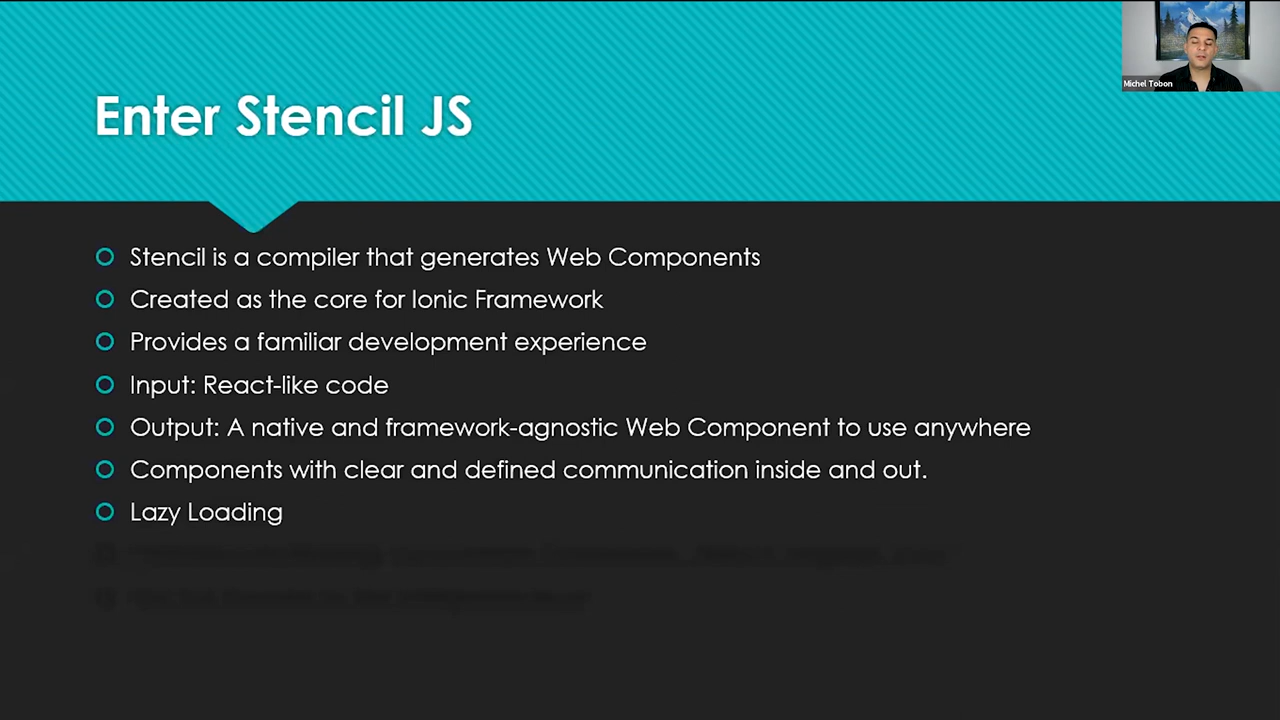 Enter Stencil JS
Michel Tobon
Stencil is a compiler that generates Web Components
Created as the core for Ionic Framework
Provides a familiar development experience
Input: React-like code
Output: A native and framework-agnostic Web Component to use anywhere
Components with clear and defined communication inside and out.
Lazy Loading